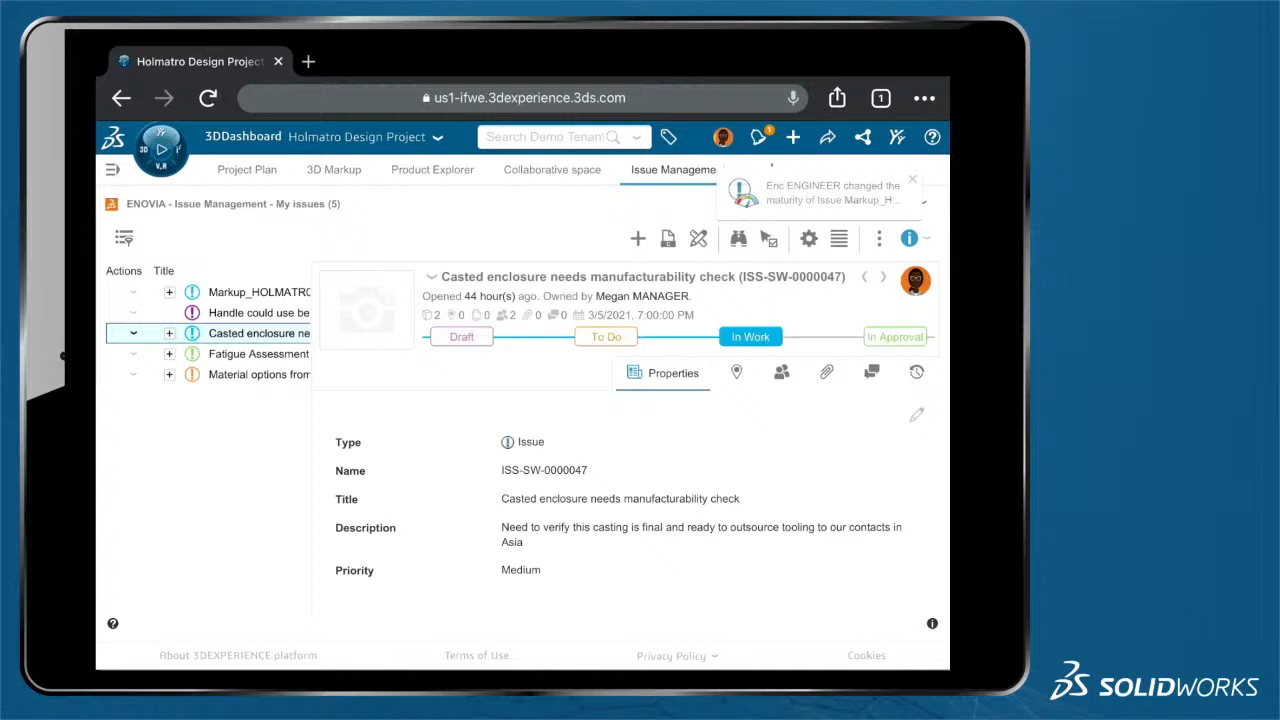 Holmatro Design Project
us1-ifwe.3dexperience.3ds.com
1
3DDashboard Holmatro Design Project
Search Demo Tenant
1
3D
V,R
Project Plan
3D Markup
Product Explorer
Collaborative space
Issue Manageme
Eric ENGINEER changed the
maturity of Issue Markup_H...
ENOVIA - Issue Management - My issues (5)
Actions
Title
Markup_HOLMATRO
Handle could use be
Casted enclosure ne
Fatigue Assessment
Material options from
Casted enclosure needs manufacturability check (ISS-SW-0000047)
Opened 44 hour(s) ago. Owned by Megan MANAGER.
2 0 0 2 0 0 3/5/2021, 7:00:00 PM
Draft
To Do
In Work
In Approval
Properties
Type
Issue
Name
ISS-SW-0000047
Title
Casted enclosure needs manufacturability check
Description
Need to verify this casting is final and ready to outsource tooling to our contacts in
Asia
Priority
Medium
About 3DEXPERIENCE platform
Terms of Use
Privacy Policy
Cookies
SOLIDWORKS